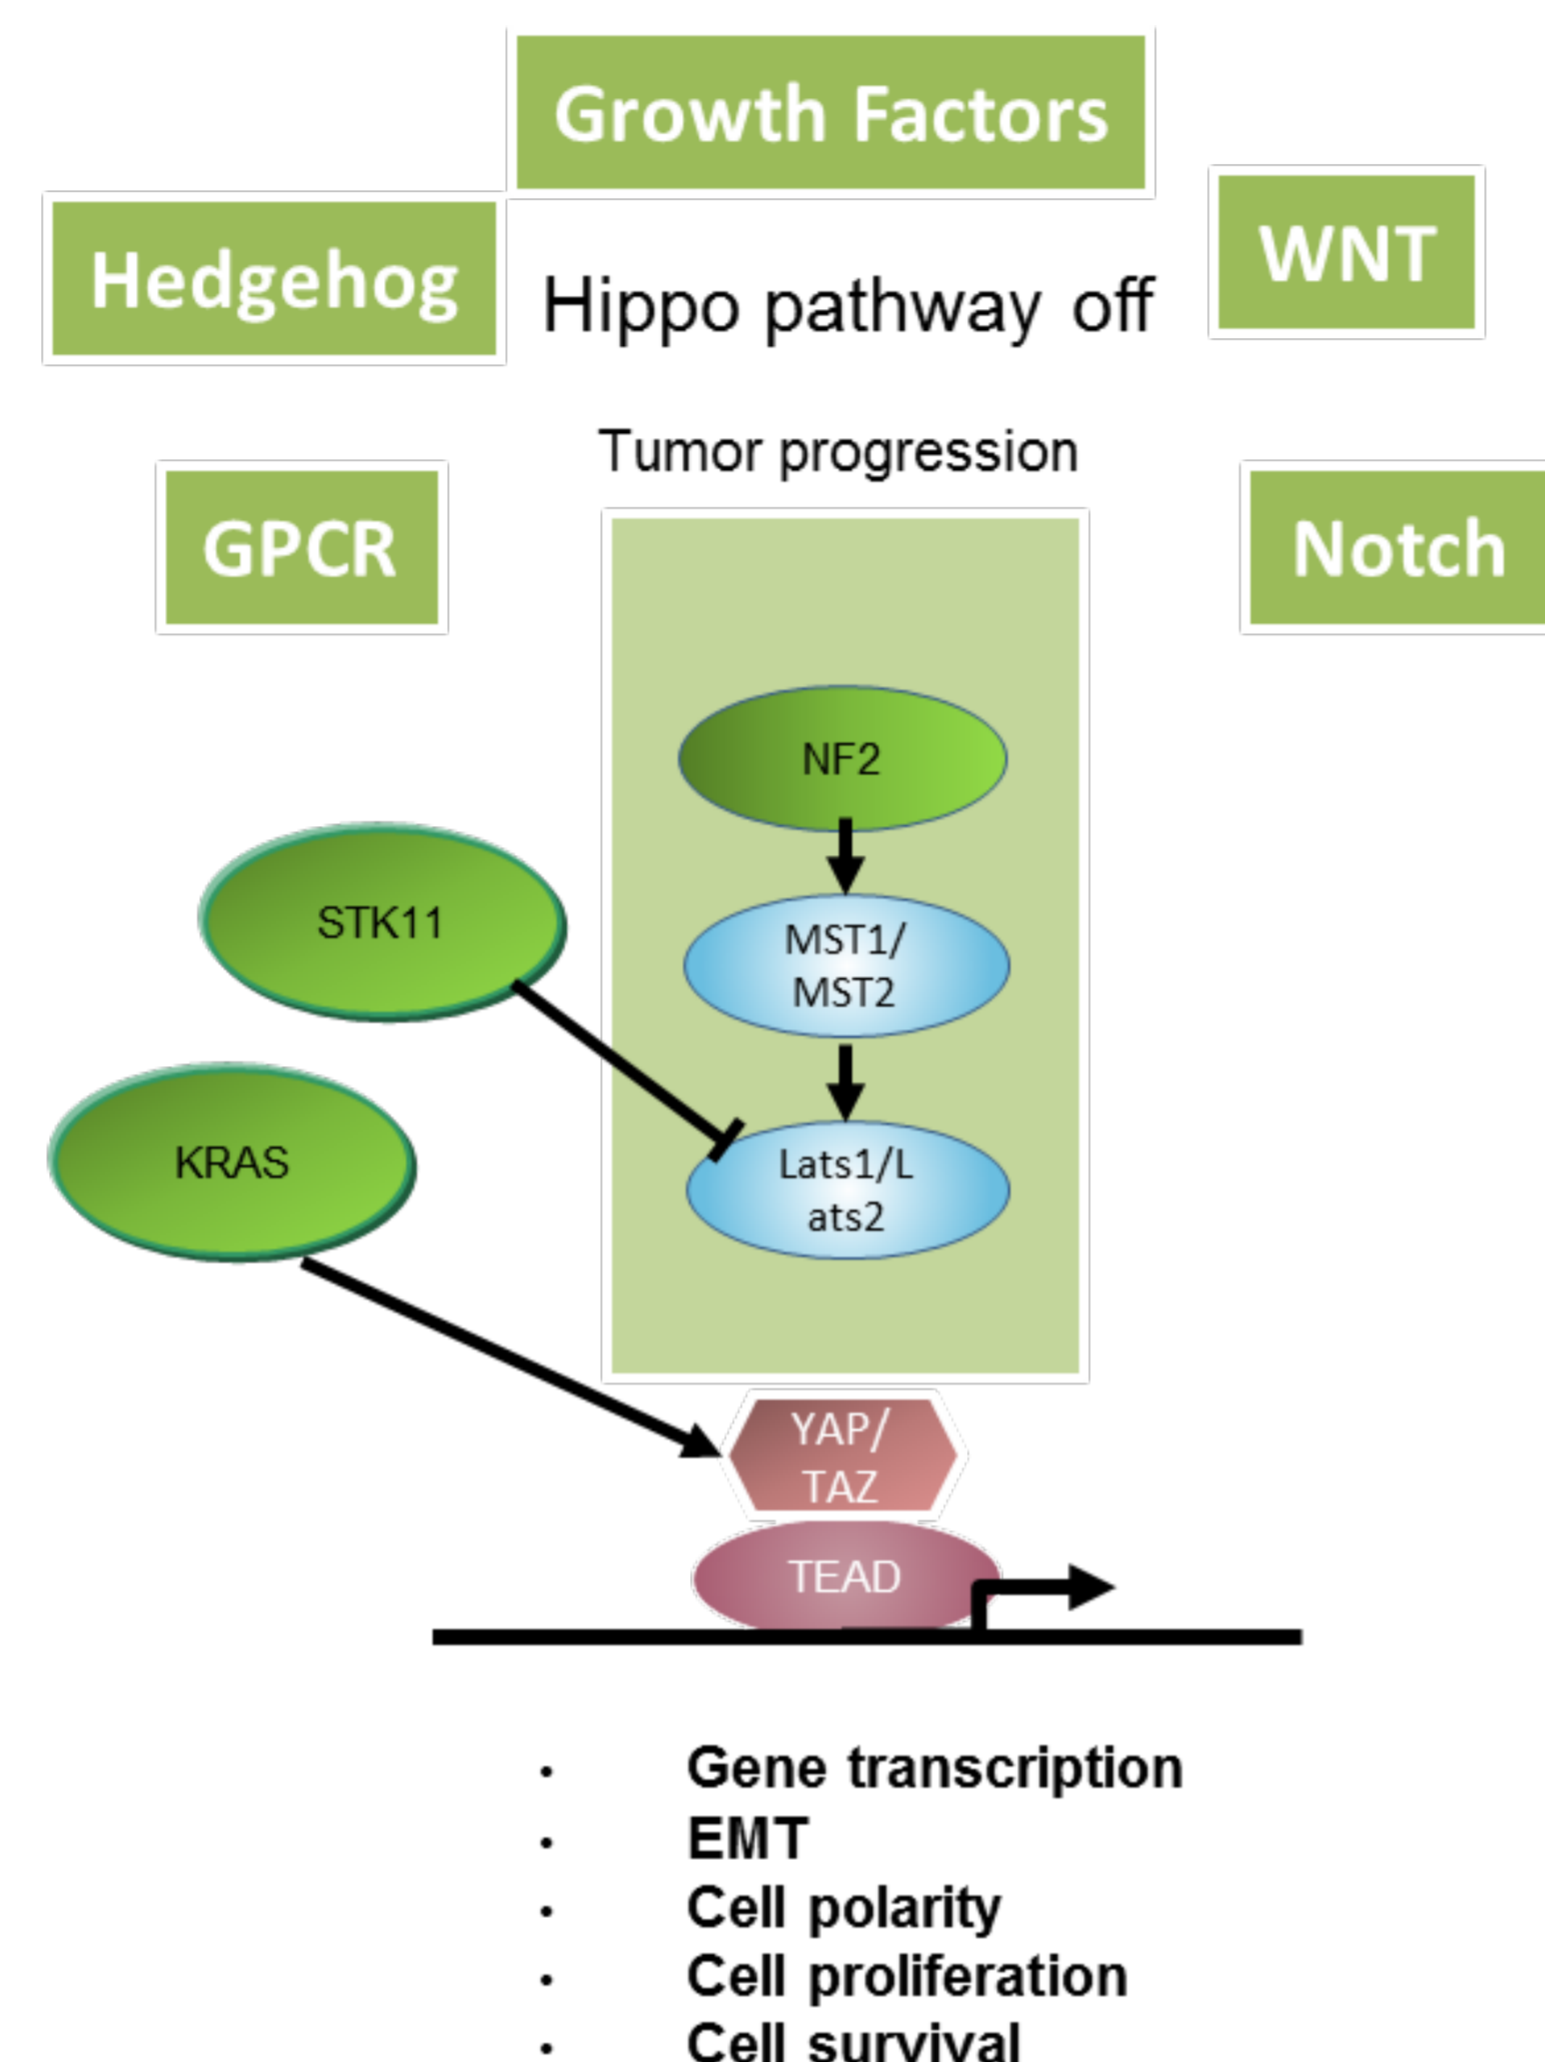 Growth Factors
Hedgehog
WNT
Hippo pathway off
Tumor progression
GPCR
Notch
NF2
STK11
MST1/
MST2
KRAS
Lats1/L
ats2
YAP/
TAZ
TEAD
• Gene transcription
• EMT
• Cell polarity
• Cell proliferation
• Cell survival